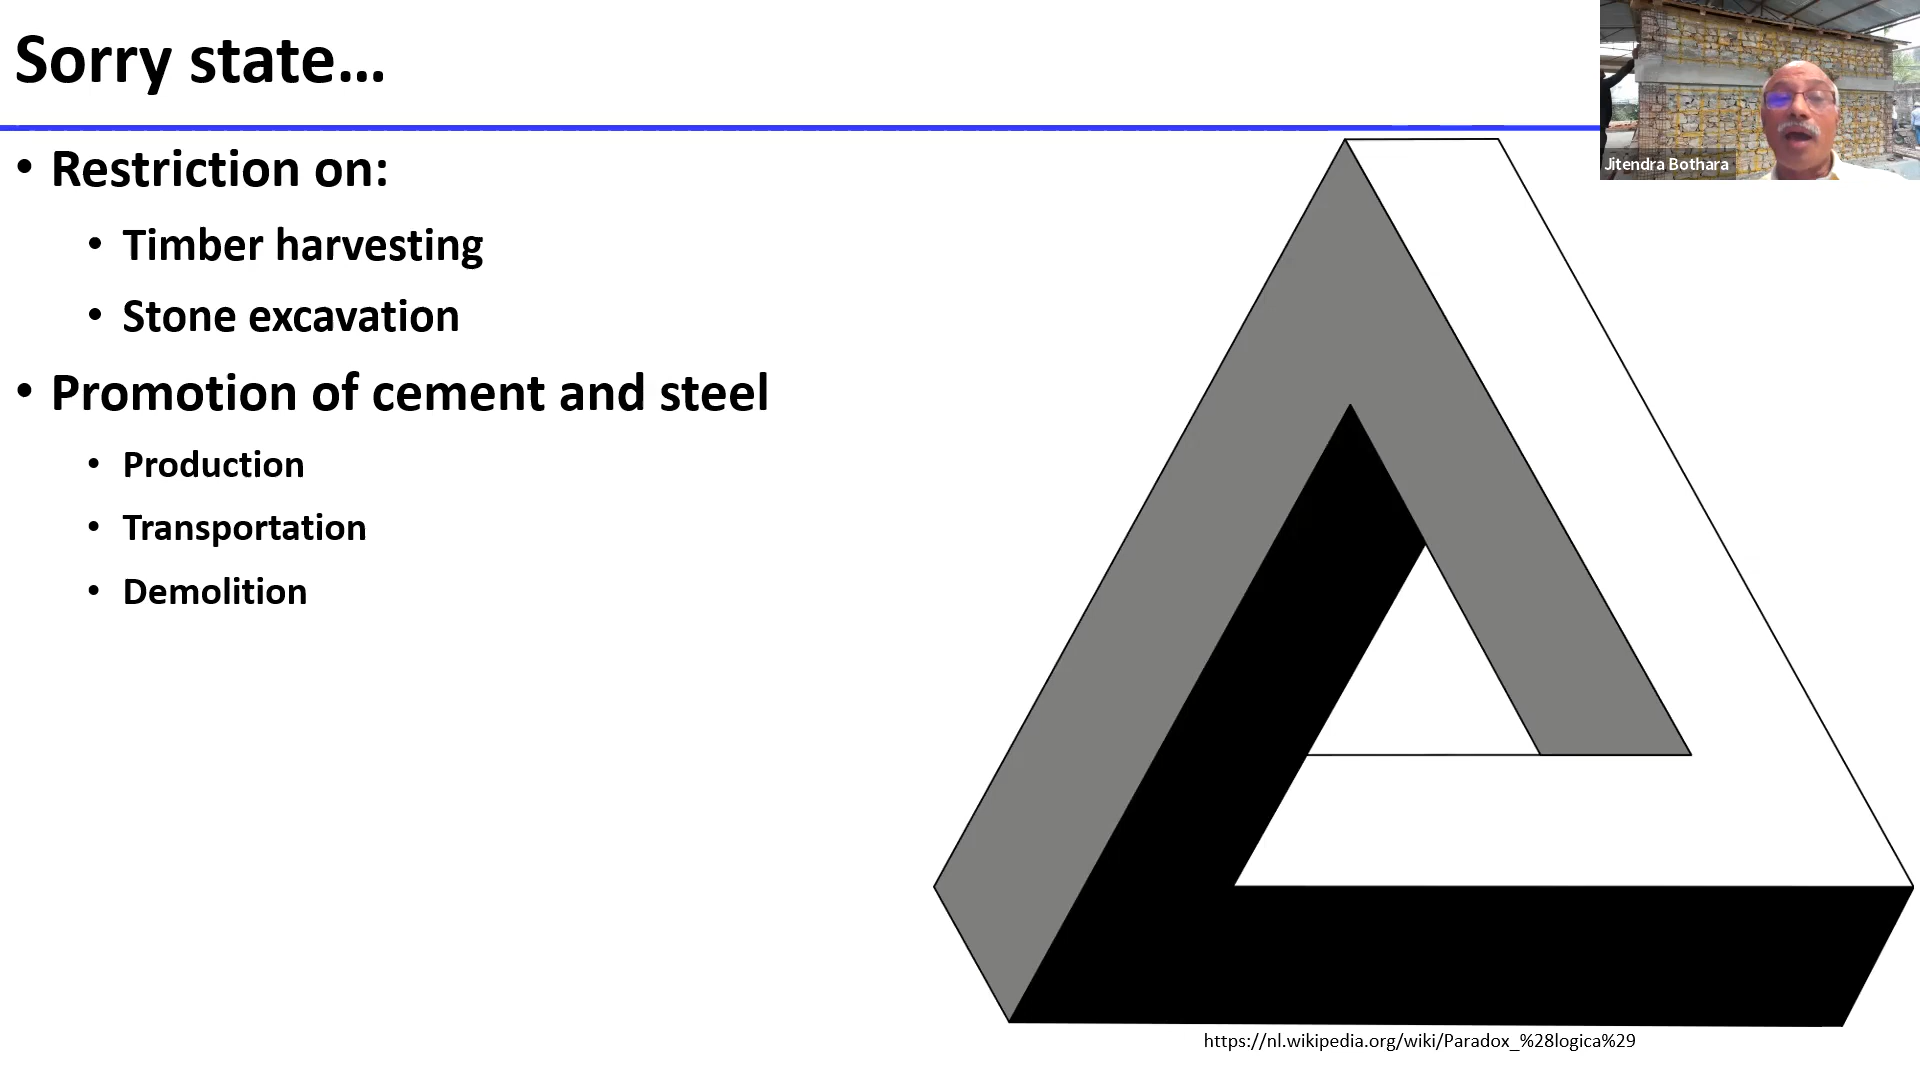 Sorry state…
Jitendra Bothara
• Restriction on:
• Timber harvesting
• Stone excavation
• Promotion of cement and steel
• Production
• Transportation
• Demolition
https://nl.wikipedia.org/wiki/Paradox_%28logica%29